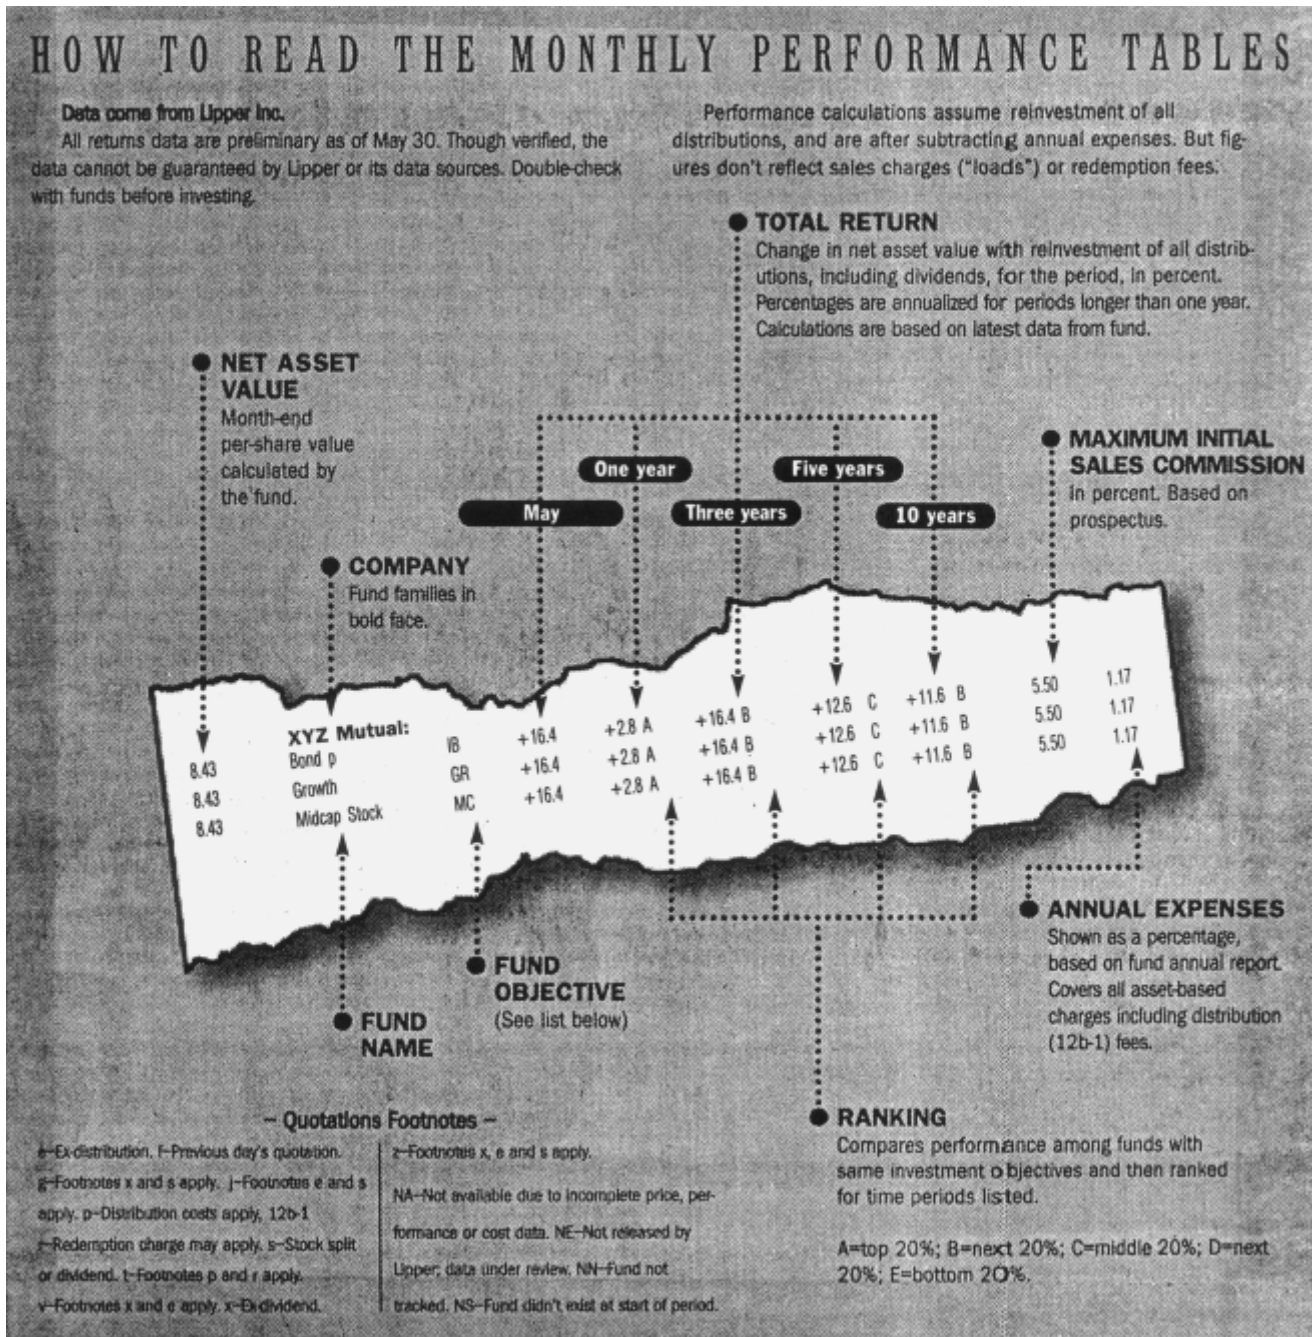 HOW TO READ THE MONTHLY PERFORMANCE TABLES
Data come from Lipper Inc.
All returns data are preliminary as of May 30. Though verified, the
data cannot be guaranteed by Lipper or its data sources. Double-check
with funds before investing.
Performance calculations assume reinvestment of all
distributions, and are after subtracting annual expenses. But fig-
ures don't reflect sales charges ("loads") or redemption fees.
TOTAL RETURN
Change in net asset value with reinvestment of all distrib-
utions, including dividends, for the period, in percent.
Percentages are annualized for periods longer than one year.
Calculations are based on latest data from fund.
NET ASSET
VALUE
Month-end
per-share value
calculated by
the fund.
COMPANY
Fund families in
bold face.
May
One year
Three years
Five years
10 years
MAXIMUM INITIAL
SALES COMMISSION
In percent. Based on
prospectus.
XYZ Mutual:
8.43 Bond p IB +16.4 +2.8 A +16.4 B +12.6 C +11.6 B 5.50 1.17
8.43 Growth GR +16.4 +2.8 A +16.4 B +12.6 C +11.6 B 5.50 1.17
8.43 Midcap Stock MC +16.4 +2.8 A +16.4 B +12.6 C +11.6 B 5.50 1.17
FUND
NAME
FUND
OBJECTIVE
(See list below)
ANNUAL EXPENSES
Shown as a percentage,
based on fund annual report.
Covers all asset-based
charges including distribution
(12b-1) fees.
RANKING
Compares performance among funds with
same investment objectives and then ranked
for time periods listed.
A=top 20%; B=next 20%; C=middle 20%; D=next
20%; E=bottom 20%.
– Quotations Footnotes –
e–Ex-distribution. f–Previous day's quotation.
g–Footnotes x and s apply. j–Footnotes e and s
apply. p–Distribution costs apply, 12b-1
r–Redemption charge may apply. s–Stock split
or dividend. t–Footnotes p and r apply.
v–Footnotes x and e apply. x–Ex-dividend.
z–Footnotes x, e and s apply.
NA–Not available due to incomplete price, per-
formance or cost data. NE–Not released by
Lipper; data under review. NN–Fund not
tracked. NS–Fund didn't exist at start of period.